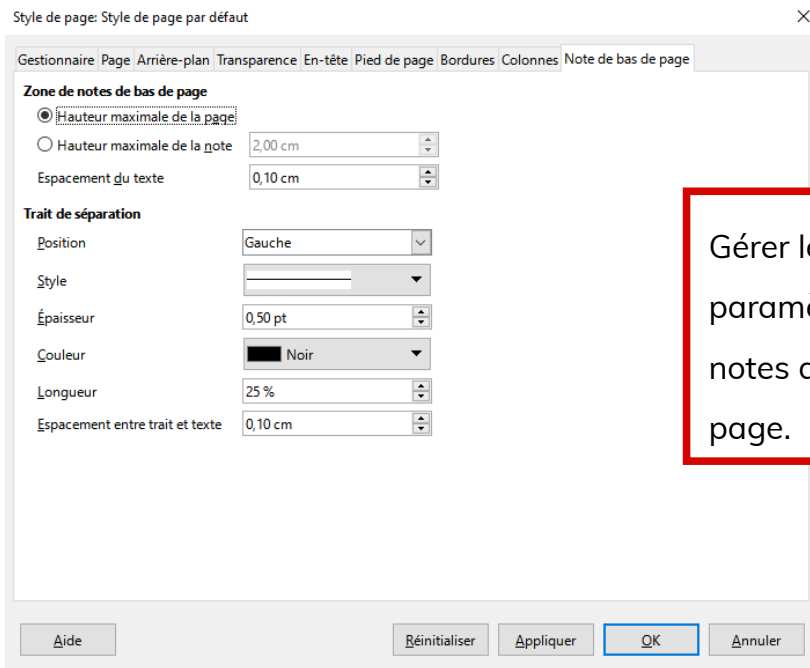 Style de page: Style de page par défaut
Gestionnaire Page Arrière-plan Transparence En-tête Pied de page Bordures Colonnes Note de bas de page
Zone de notes de bas de page
Hauteur maximale de la page
Hauteur maximale de la note 2,00 cm
Espacement du texte 0,10 cm
Trait de séparation
Position Gauche
Style
Épaisseur 0,50 pt
Couleur Noir
Longueur 25 %
Espacement entre trait et texte 0,10 cm
Gérer
notes
page.
Aide Réinitialiser Appliquer OK Annuler